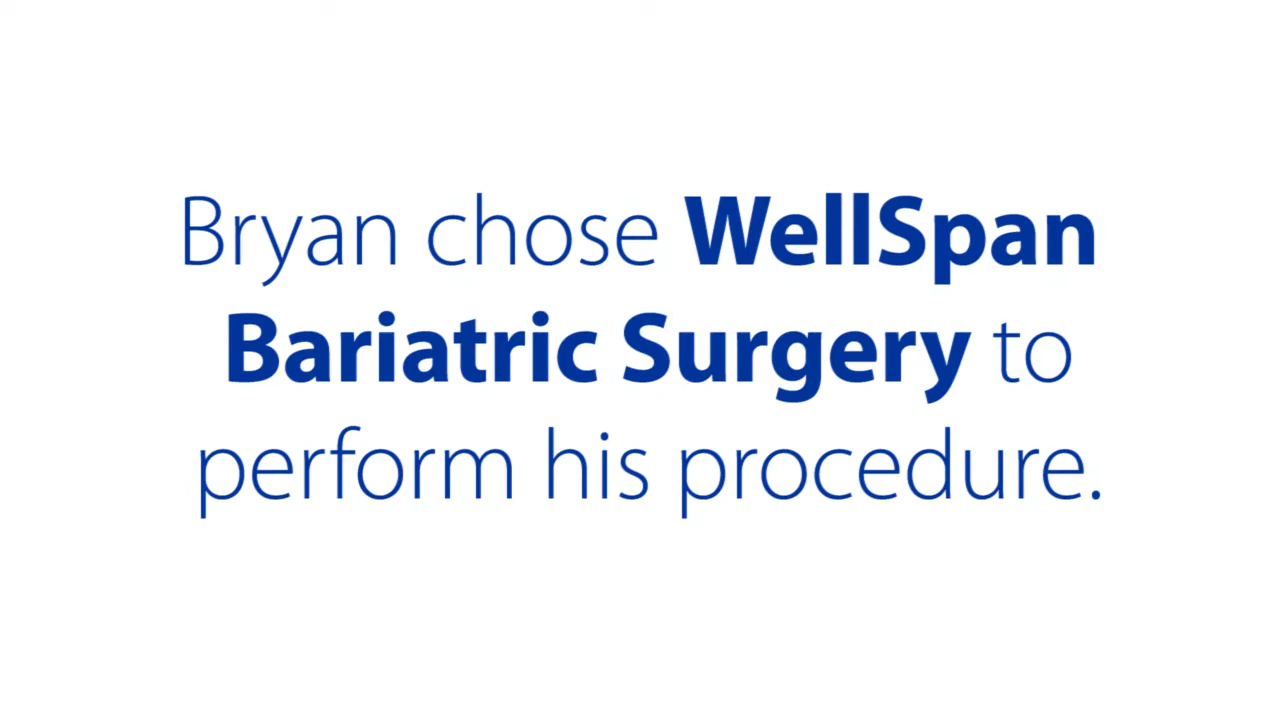 Bryan chose WellSpan
Bariatric Surgery to
perform his procedure.